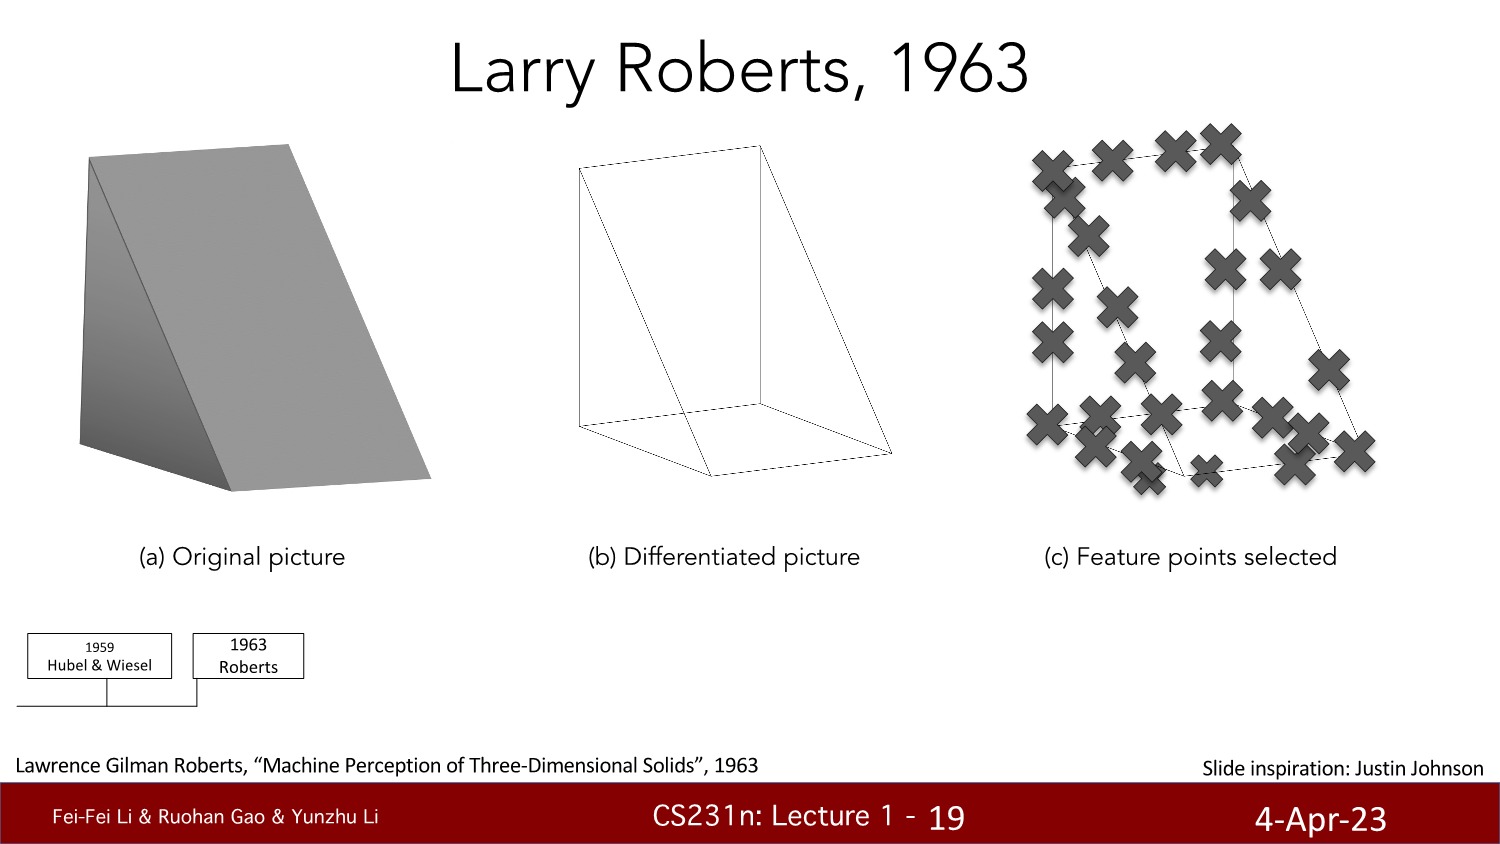 Larry Roberts, 1963
(a) Original picture
(b) Differentiated picture
(c) Feature points selected
1959
Hubel & Wiesel
1963
Roberts
Lawrence Gilman Roberts, “Machine Perception of Three-Dimensional Solids”, 1963
Slide inspiration: Justin Johnson
Fei-Fei Li & Ruohan Gao & Yunzhu Li
CS231n: Lecture 1 - 19
4-Apr-23